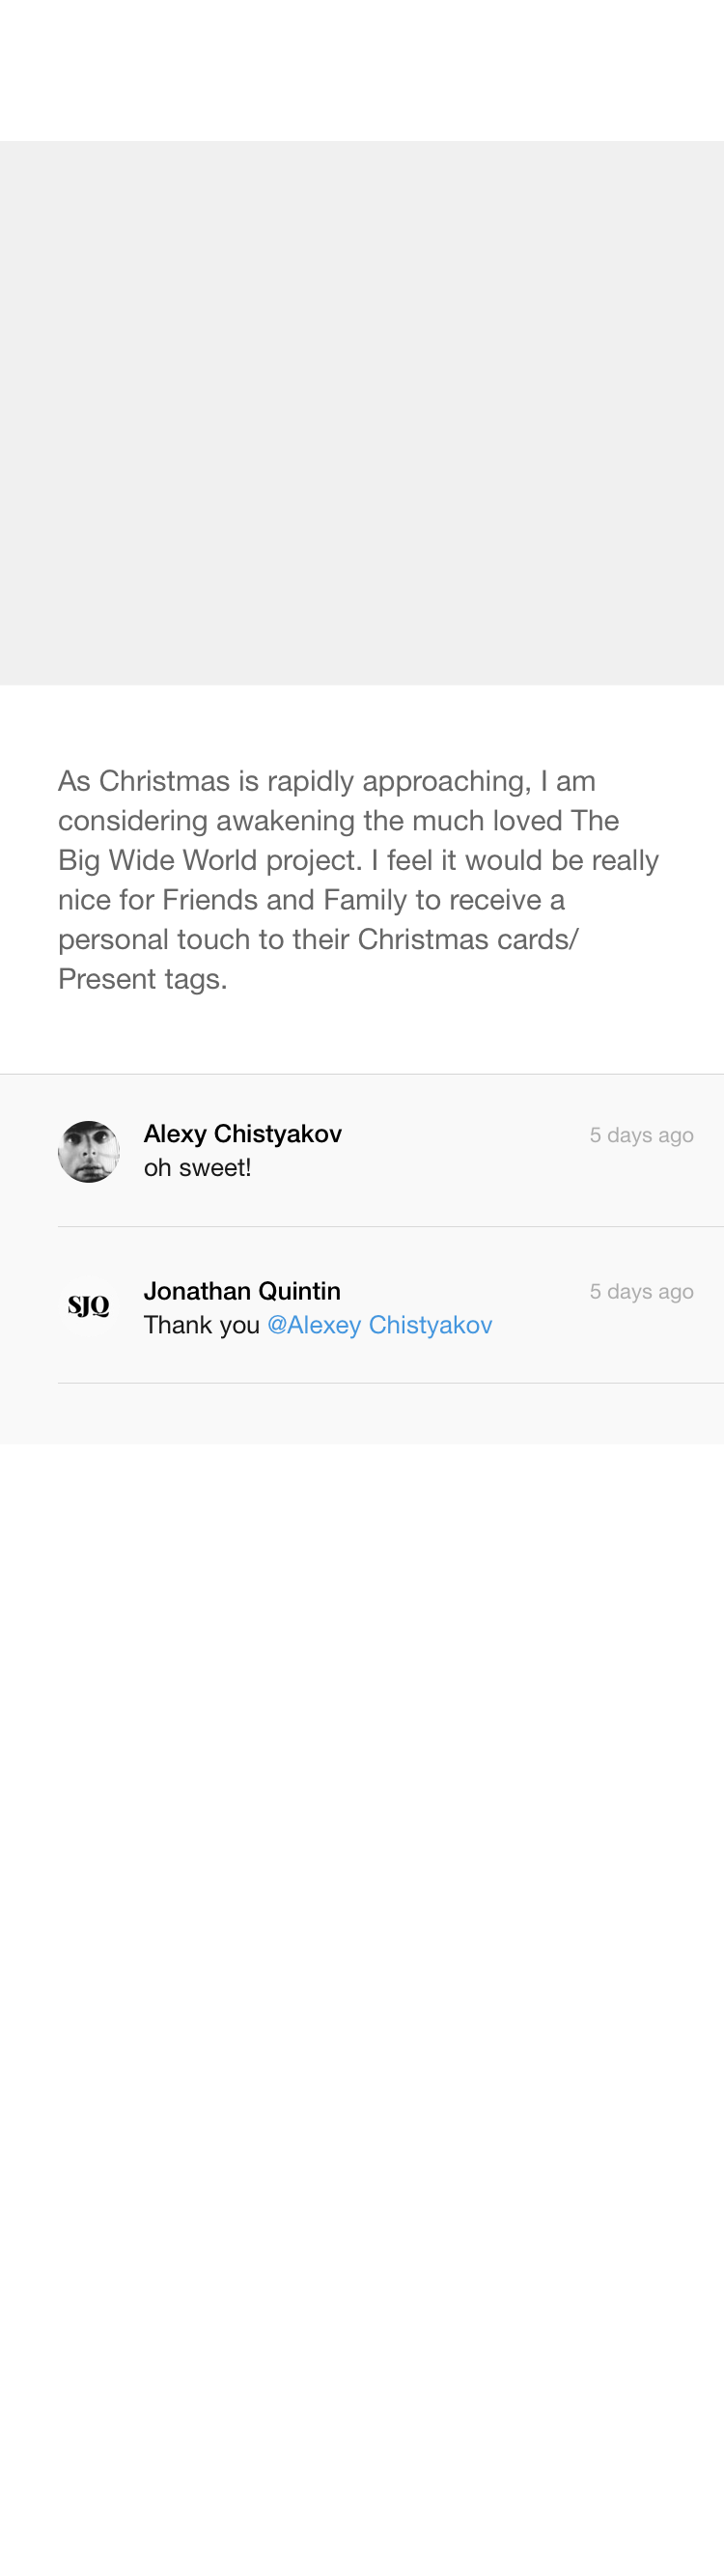 As Christmas is rapidly approaching, I am
considering awakening the much loved The
Big Wide World project. I feel it would be really
nice for Friends and Family to receive a
personal touch to their Christmas cards/
Present tags.
Alexy Chistyakov
5 days ago
oh sweet!
SJQ
Jonathan Quintin
5 days ago
Thank you @Alexey Chistyakov